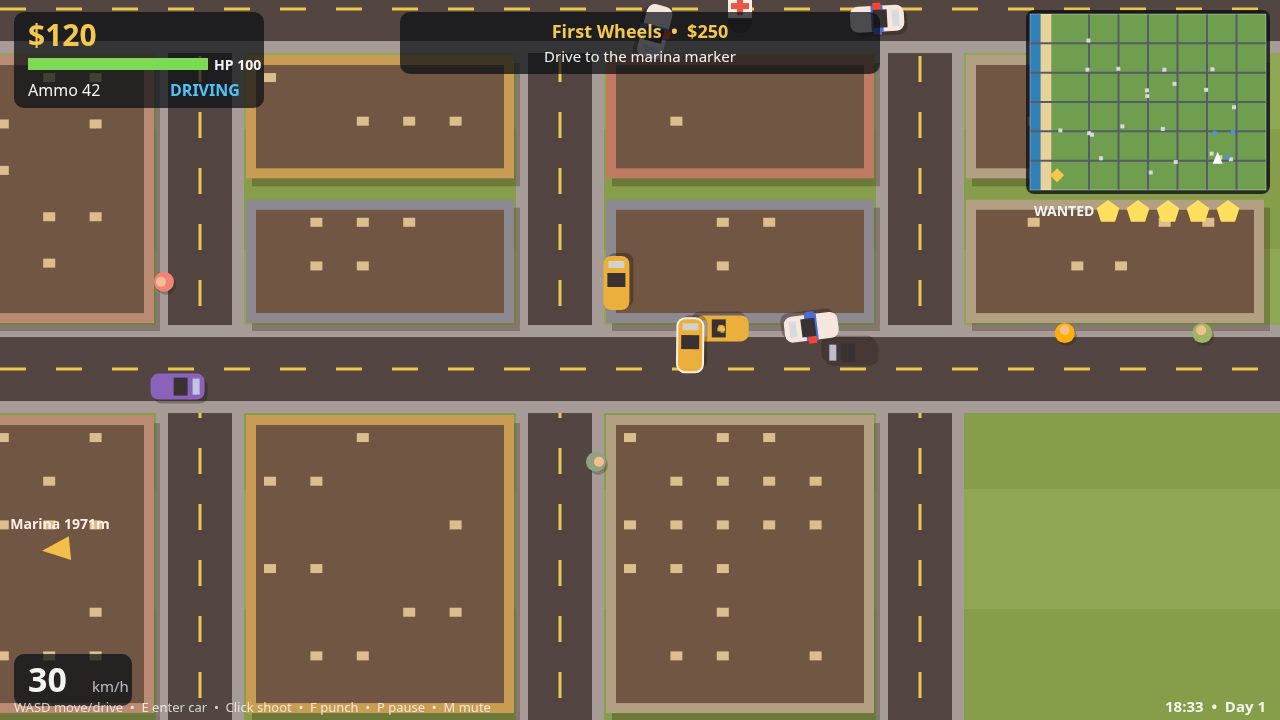 $120
HP 100
Ammo 42
DRIVING
First Wheels • $250
Drive to the marina marker
WANTED
Marina 1971m
30 km/h
WASD move/drive • E enter car • Click shoot • F punch • P pause • M mute
18:33 • Day 1